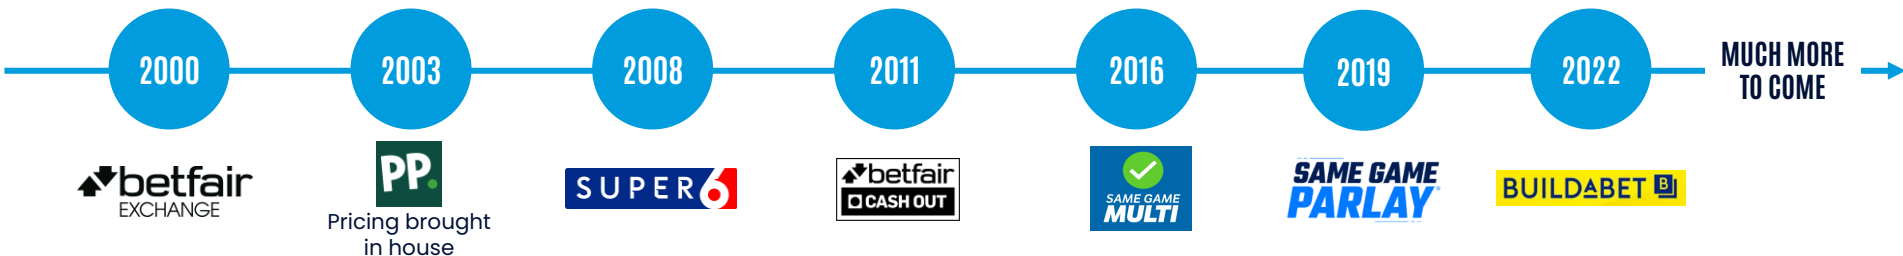 2000
2003
2008
2011
2016
2019
2022
MUCH MORE
TO COME
betfair
EXCHANGE
PP.
Pricing brought
in house
SUPER6
betfair
CASH OUT
SAME GAME
MULTI
SAME GAME
PARLAY
BUILDABET B